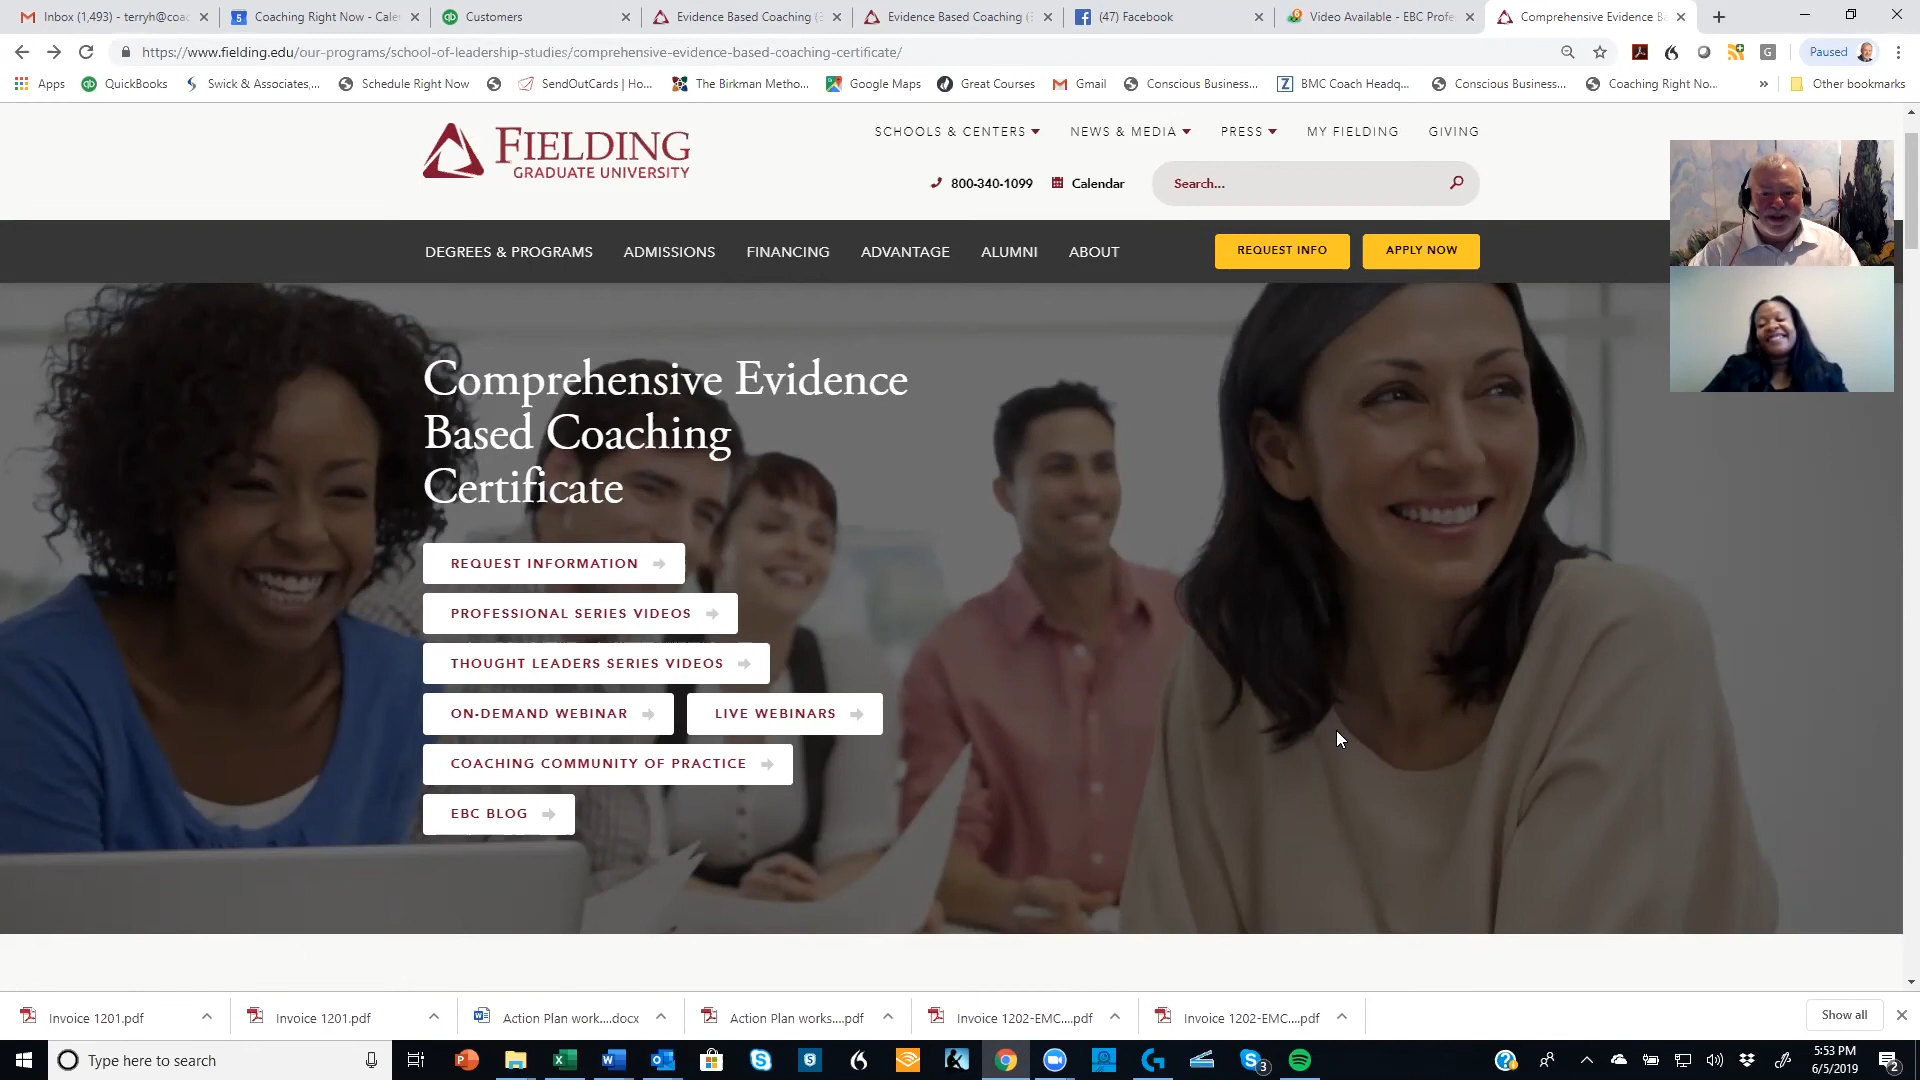 Inbox (1,493) - terryh@coac
Coaching Right Now - Cale
Customers
Evidence Based Coaching (E
Evidence Based Coaching (E
(47) Facebook
Video Available - EBC Profe
Comprehensive Evidence B
https://www.fielding.edu/our-programs/school-of-leadership-studies/comprehensive-evidence-based-coaching-certificate/
Paused
Apps
QuickBooks
Swick & Associates,...
Schedule Right Now
SendOutCards | Ho...
The Birkman Metho...
Google Maps
Great Courses
Gmail
Conscious Business...
BMC Coach Headq...
Conscious Business...
Coaching Right No...
»
Other bookmarks
FIELDING
GRADUATE UNIVERSITY
SCHOOLS & CENTERS
NEWS & MEDIA
PRESS
MY FIELDING
GIVING
800-340-1099
Calendar
Search...
DEGREES & PROGRAMS
ADMISSIONS
FINANCING
ADVANTAGE
ALUMNI
ABOUT
REQUEST INFO
APPLY NOW
Comprehensive Evidence
Based Coaching
Certificate
REQUEST INFORMATION
PROFESSIONAL SERIES VIDEOS
THOUGHT LEADERS SERIES VIDEOS
ON-DEMAND WEBINAR
LIVE WEBINARS
COACHING COMMUNITY OF PRACTICE
EBC BLOG
Invoice 1201.pdf
Invoice 1201.pdf
Action Plan work....docx
Action Plan works....pdf
Invoice 1202-EMC....pdf
Invoice 1202-EMC....pdf
Show all
Type here to search
3
5:53 PM
6/5/2019
2